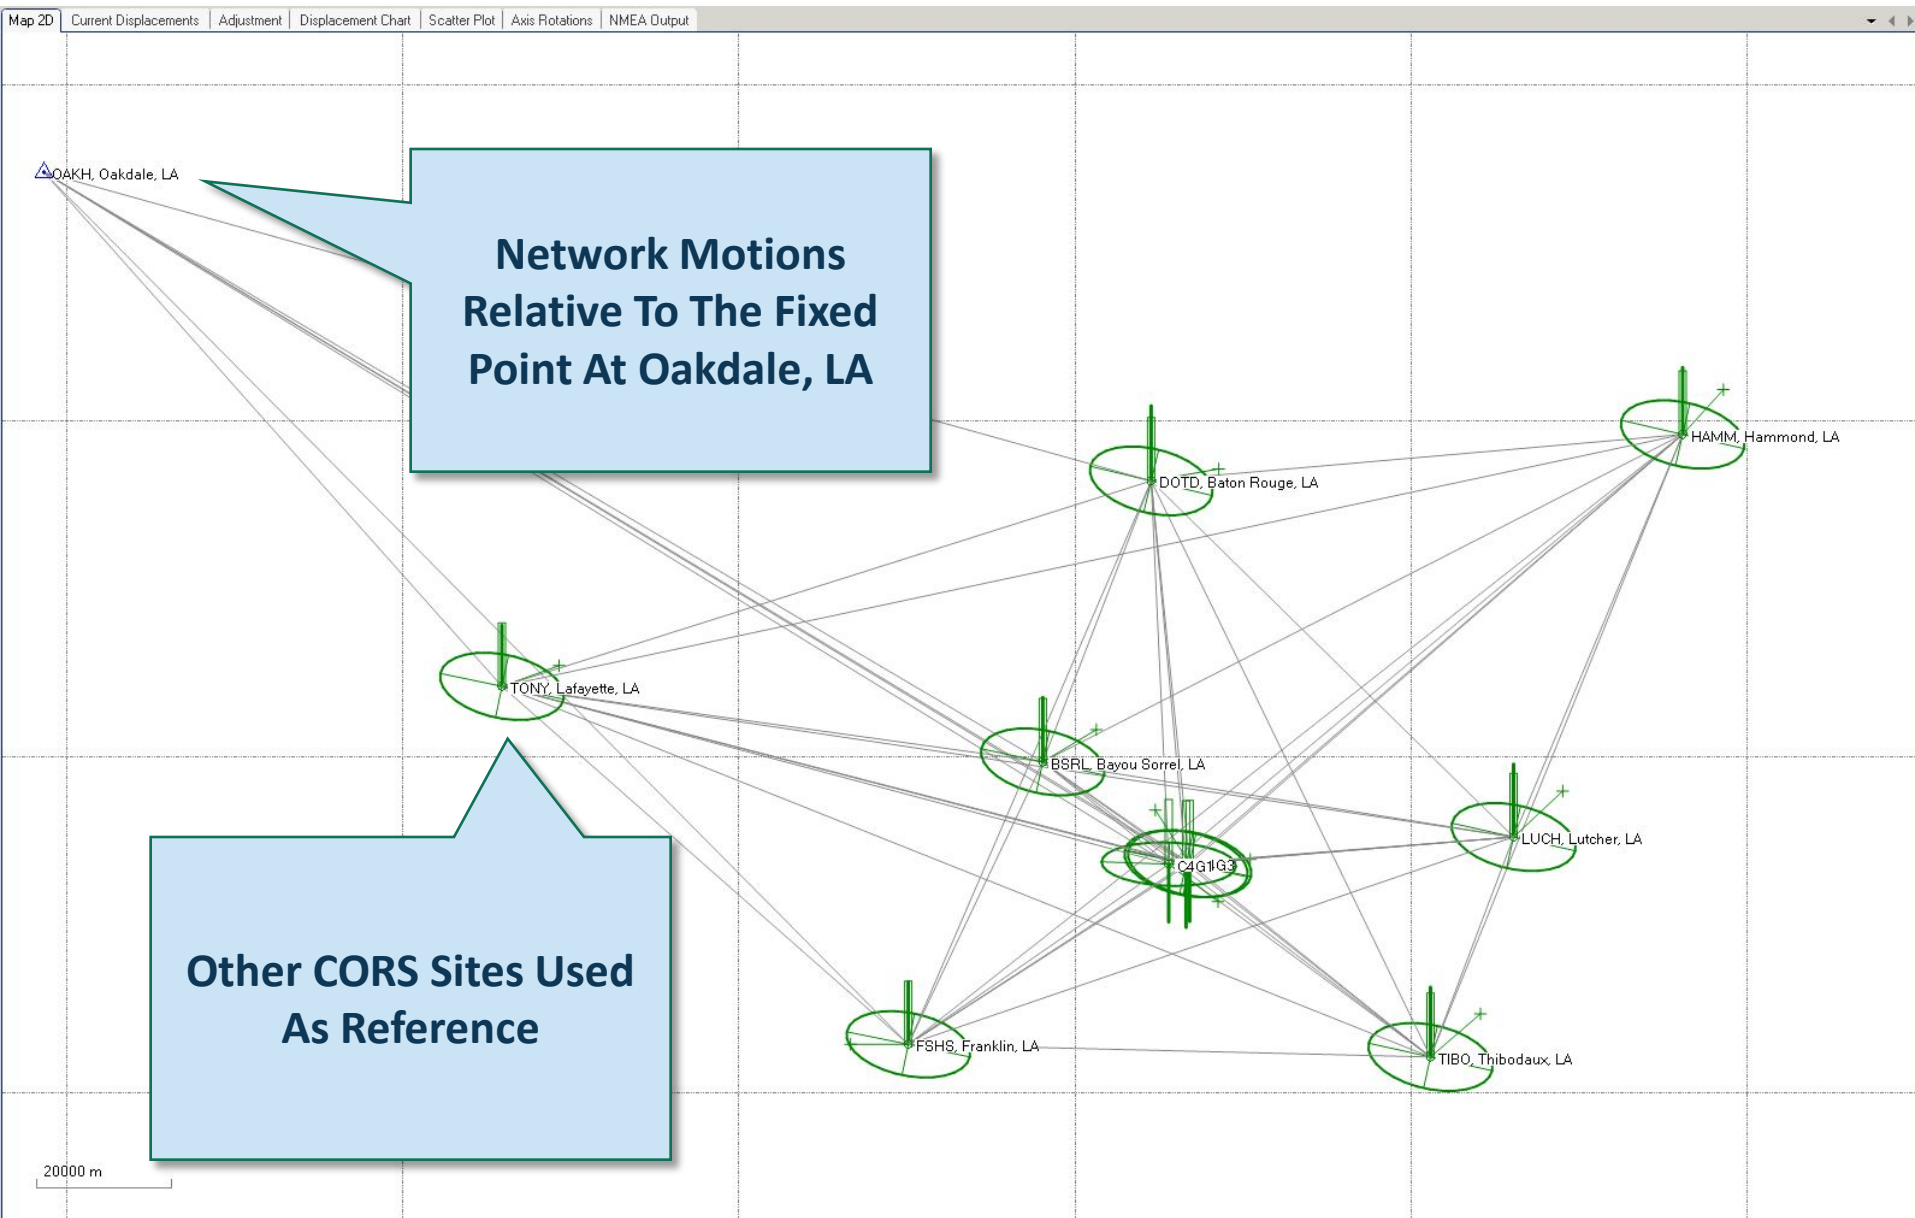 Map 2D Current Displacements Adjustment Displacement Chart Scatter Plot Axis Rotations NMEA Output
OAKH, Oakdale, LA
Network Motions
Relative To The Fixed
Point At Oakdale, LA
HAMM, Hammond, LA
DOTD, Baton Rouge, LA
TONY, Lafayette, LA
BSRL, Bayou Sorrel, LA
LUCH, Lutcher, LA
C4G1
G3
Other CORS Sites Used
As Reference
FSHS, Franklin, LA
TIBO, Thibodaux, LA
20000 m